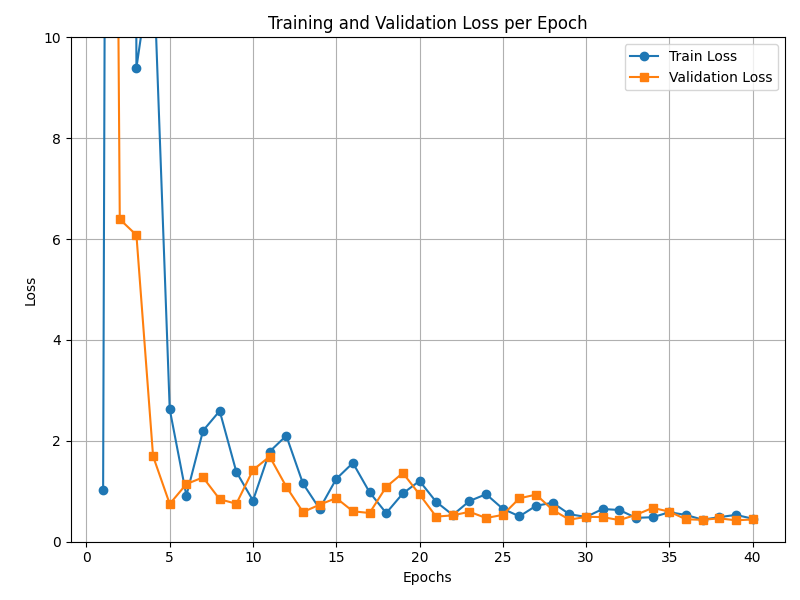 Training and Validation Loss per Epoch
Train Loss
Validation Loss
Loss
10
8
6
4
2
0
0 5 10 15 20 25 30 35 40
Epochs